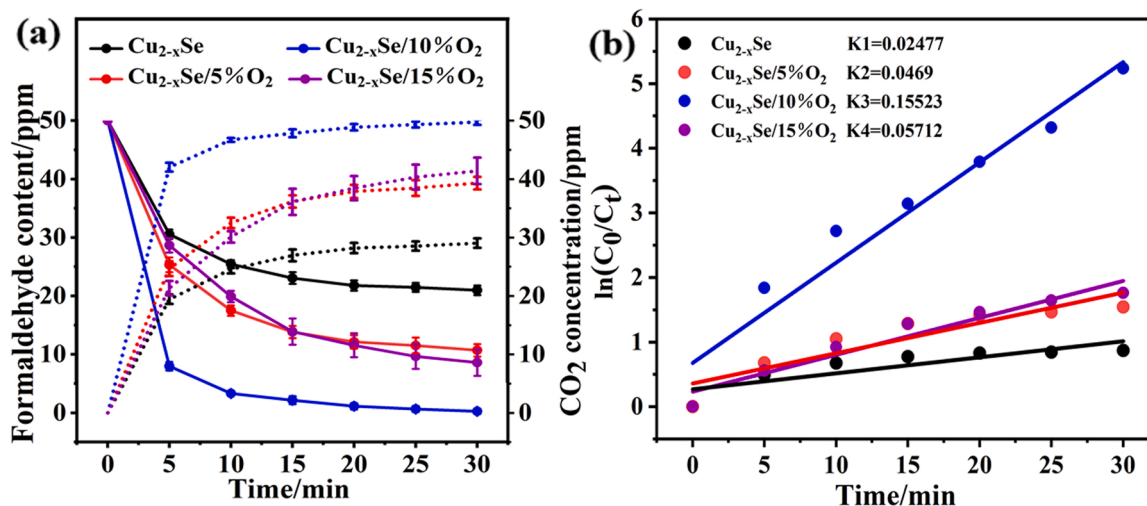 (a)
Cu2-xSe
Cu2-xSe/10%O2
Cu2-xSe/5%O2
Cu2-xSe/15%O2
Formaldehyde content/ppm
50
40
30
20
10
0
CO2 concentration/ppm
50
40
30
20
10
0
0 5 10 15 20 25 30
Time/min
(b)
Cu2-xSe K1=0.02477
Cu2-xSe/5%O2 K2=0.0469
Cu2-xSe/10%O2 K3=0.15523
Cu2-xSe/15%O2 K4=0.05712
ln(C0/Ct)
6
5
4
3
2
1
0
0 5 10 15 20 25 30
Time/min